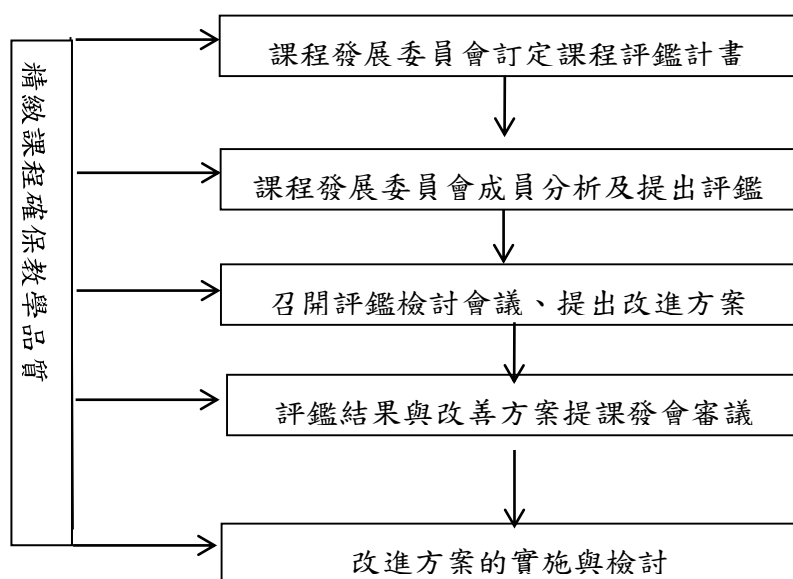 精緻課程確保教學品質
課程發展委員會訂定課程評鑑計畫
課程發展委員會成員分析及提出評鑑
召開評鑑檢討會議、提出改進方案
評鑑結果與改善方案提課發會審議
改進方案的實施與檢討